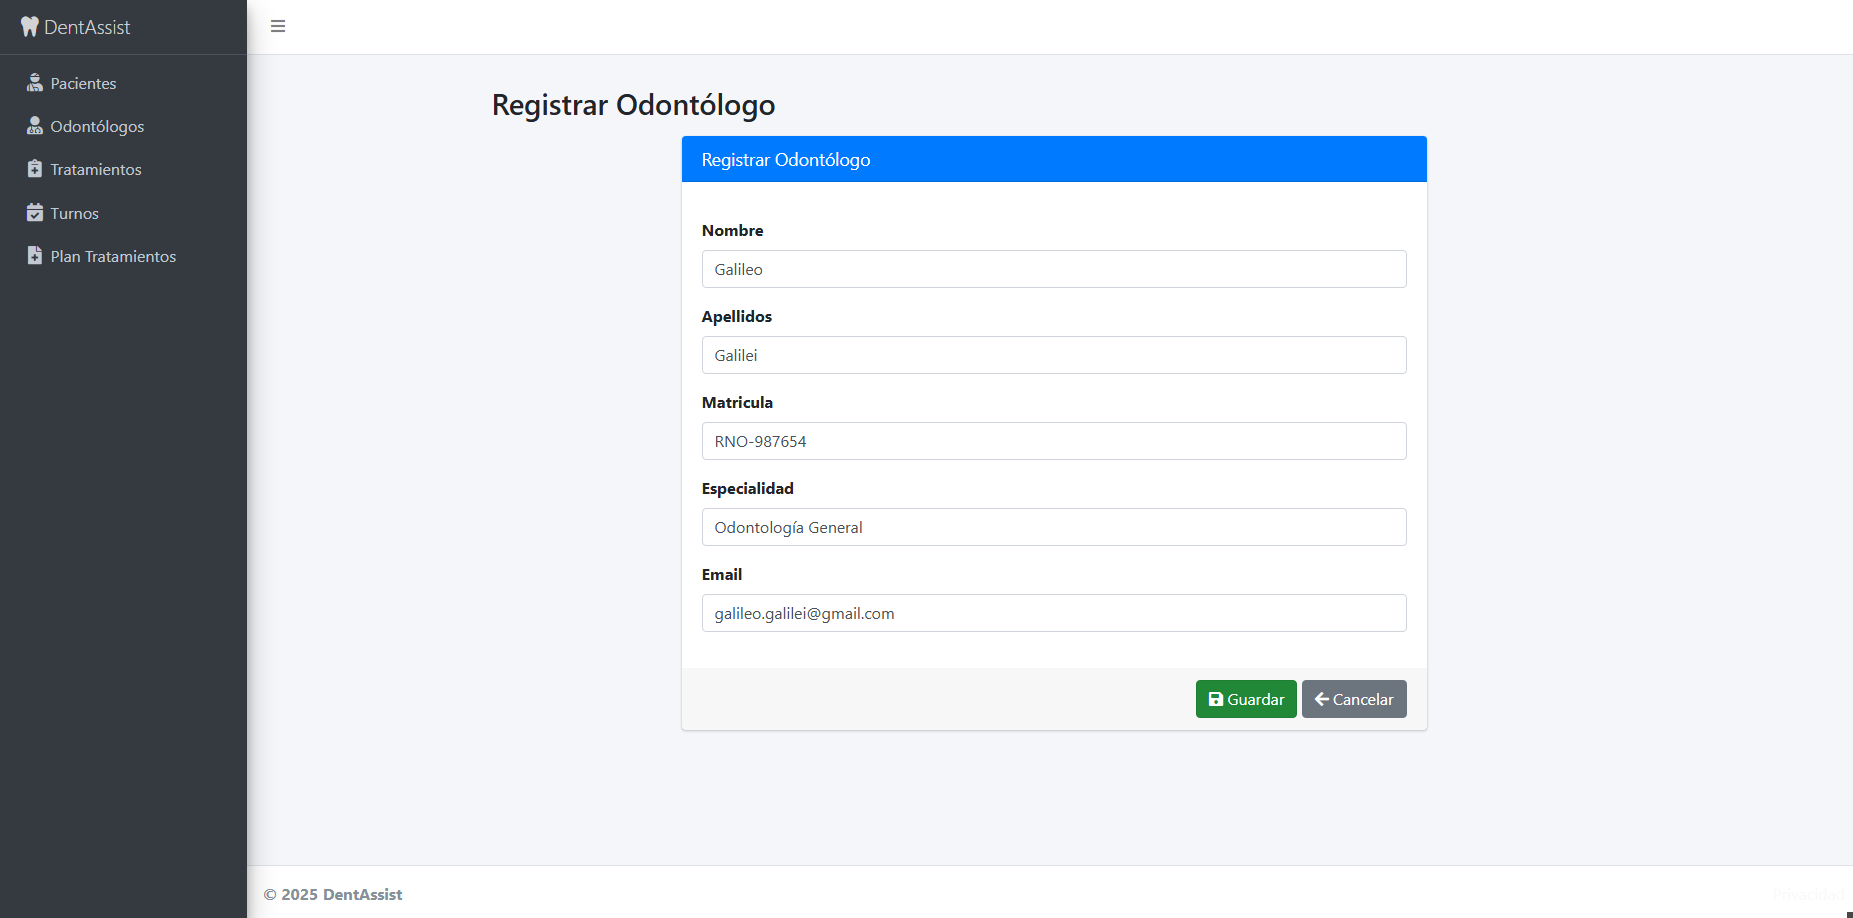 DentAssist
Pacientes
Odontólogos
Tratamientos
Turnos
Plan Tratamientos
Registrar Odontólogo
Registrar Odontólogo
Nombre
Galileo
Apellidos
Galilei
Matricula
RNO-987654
Especialidad
Odontología General
Email
galileo.galilei@gmail.com
Guardar Cancelar
© 2025 DentAssist Privacidad